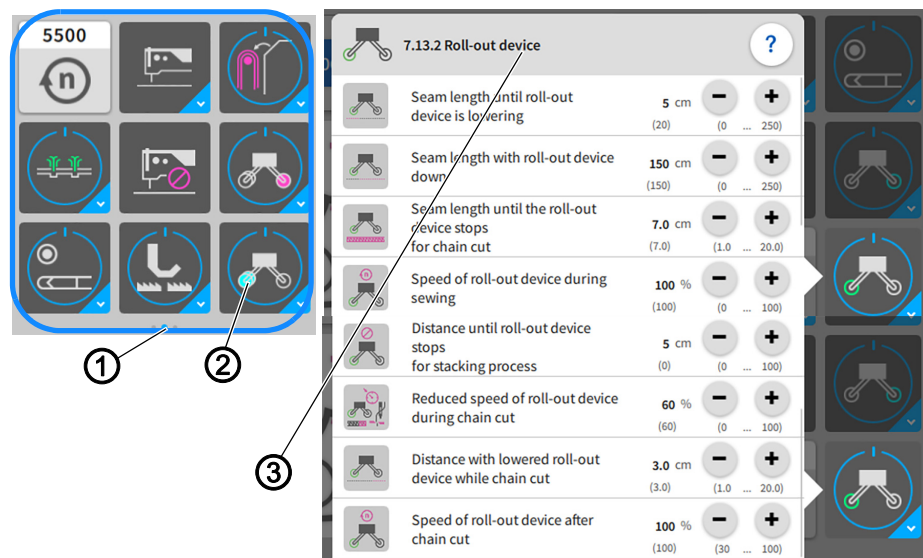 5500
n
1
2
7.13.2 Roll-out device
?
Seam length until roll-out
device is lowering
5 cm
(20)
− +
(0 ... 250)
Seam length with roll-out device
down
150 cm
(150)
− +
(0 ... 250)
Seam length until the roll-out
device stops
for chain cut
7.0 cm
(7.0)
− +
(1.0 ... 20.0)
n
Speed of roll-out device during
sewing
100 %
(100)
− +
(0 ... 100)
Distance until roll-out device
stops
for stacking process
5 cm
(0)
− +
(0 ... 100)
Reduced speed of roll-out device
during chain cut
60 %
(60)
− +
(0 ... 100)
Distance with lowered roll-out
device while chain cut
3.0 cm
(3.0)
− +
(1.0 ... 20.0)
n
Speed of roll-out device after
chain cut
100 %
(100)
− +
(30 ... 100)
3